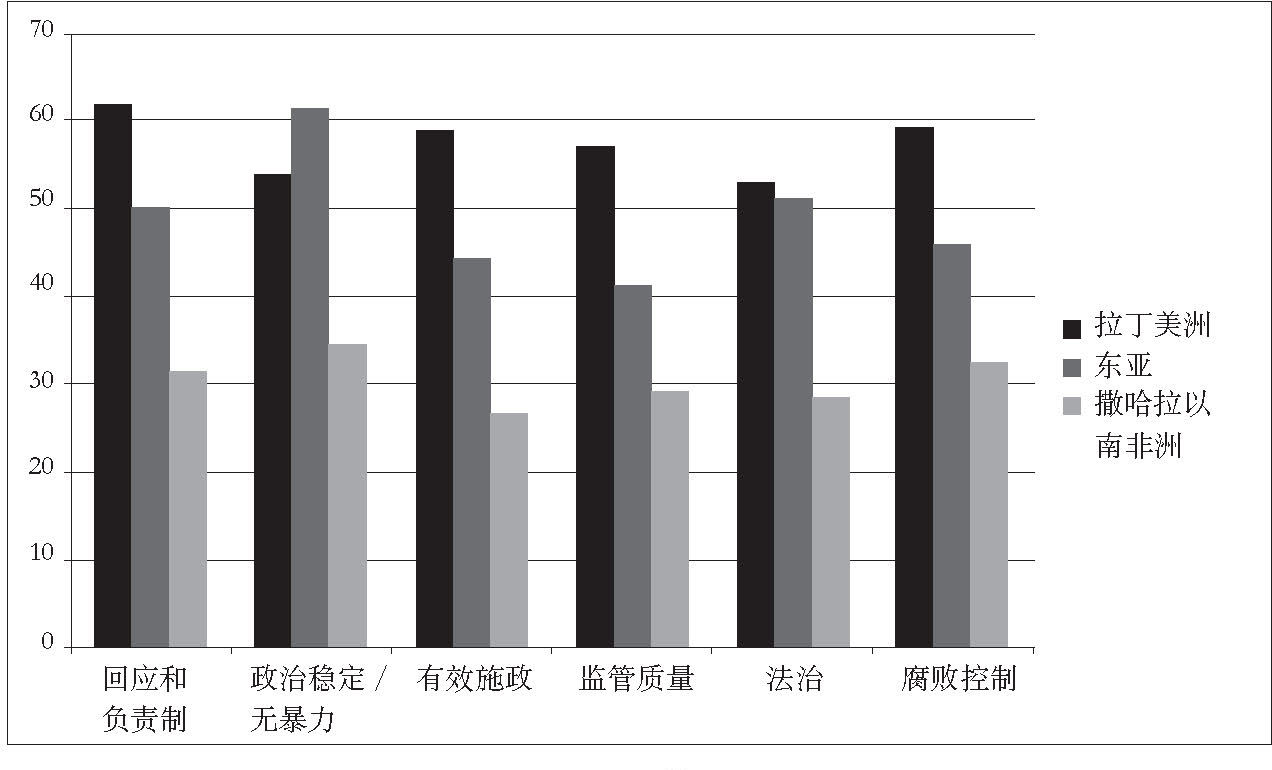 70
60
50
40
30
20
10
0
回应和
负责制
政治稳定 /
无暴力
有效施政
监管质量
法治
腐败控制
拉丁美洲
东亚
撒哈拉以
南非洲